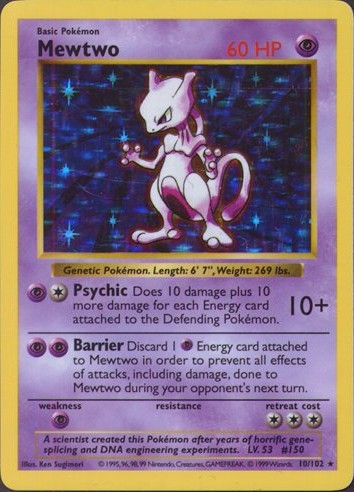 Basic Pokémon
Mewtwo 60 HP
Genetic Pokémon. Length: 6' 7", Weight: 269 lbs.
Psychic Does 10 damage plus 10
more damage for each Energy card
attached to the Defending Pokémon.
10+
Barrier Discard 1 Energy card attached
to Mewtwo in order to prevent all effects
of attacks, including damage, done
to Mewtwo during your opponent's next turn.
weakness resistance retreat cost
A scientist created this Pokémon after years of horrific gene-
splicing and DNA engineering experiments. LV. 53 #150
Illus. Ken Sugimori ©1995, 96, 98, 99 Nintendo, Creatures, GAMEFREAK. ©1999 Wizards. 10/102 ★